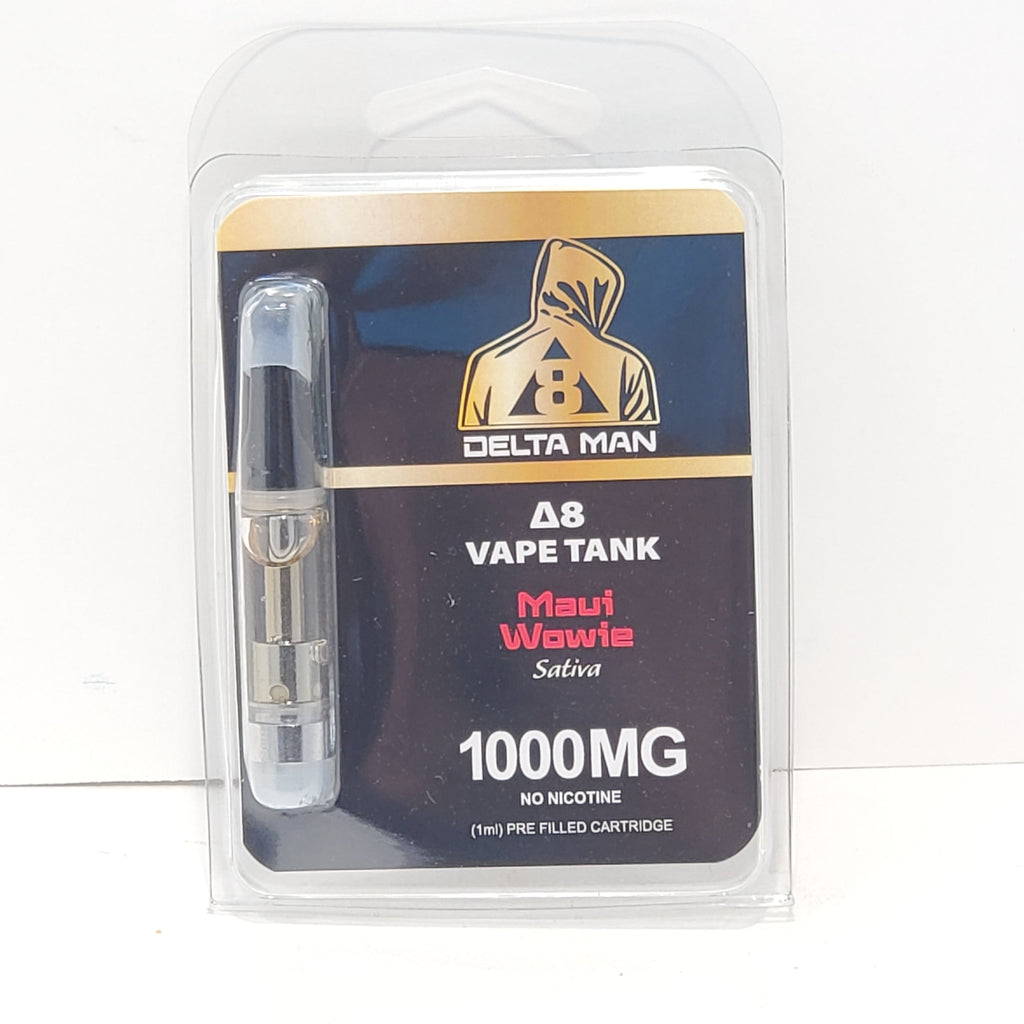 8
DELTA MAN
Δ8
VAPE TANK
Maui
Wowie
Sativa
1000MG
NO NICOTINE
(1ml) PRE FILLED CARTRIDGE